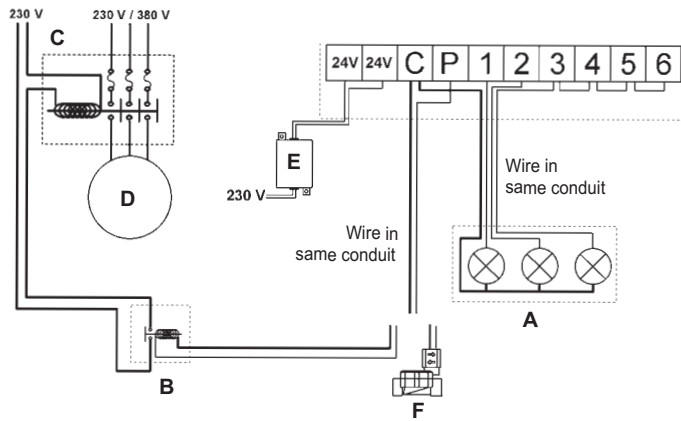 230 V
230 V / 380 V
C
24V 24V C P 1 2 3 4 5 6
E
D
230 V
Wire in
same conduit
Wire in
same conduit
A
B
F